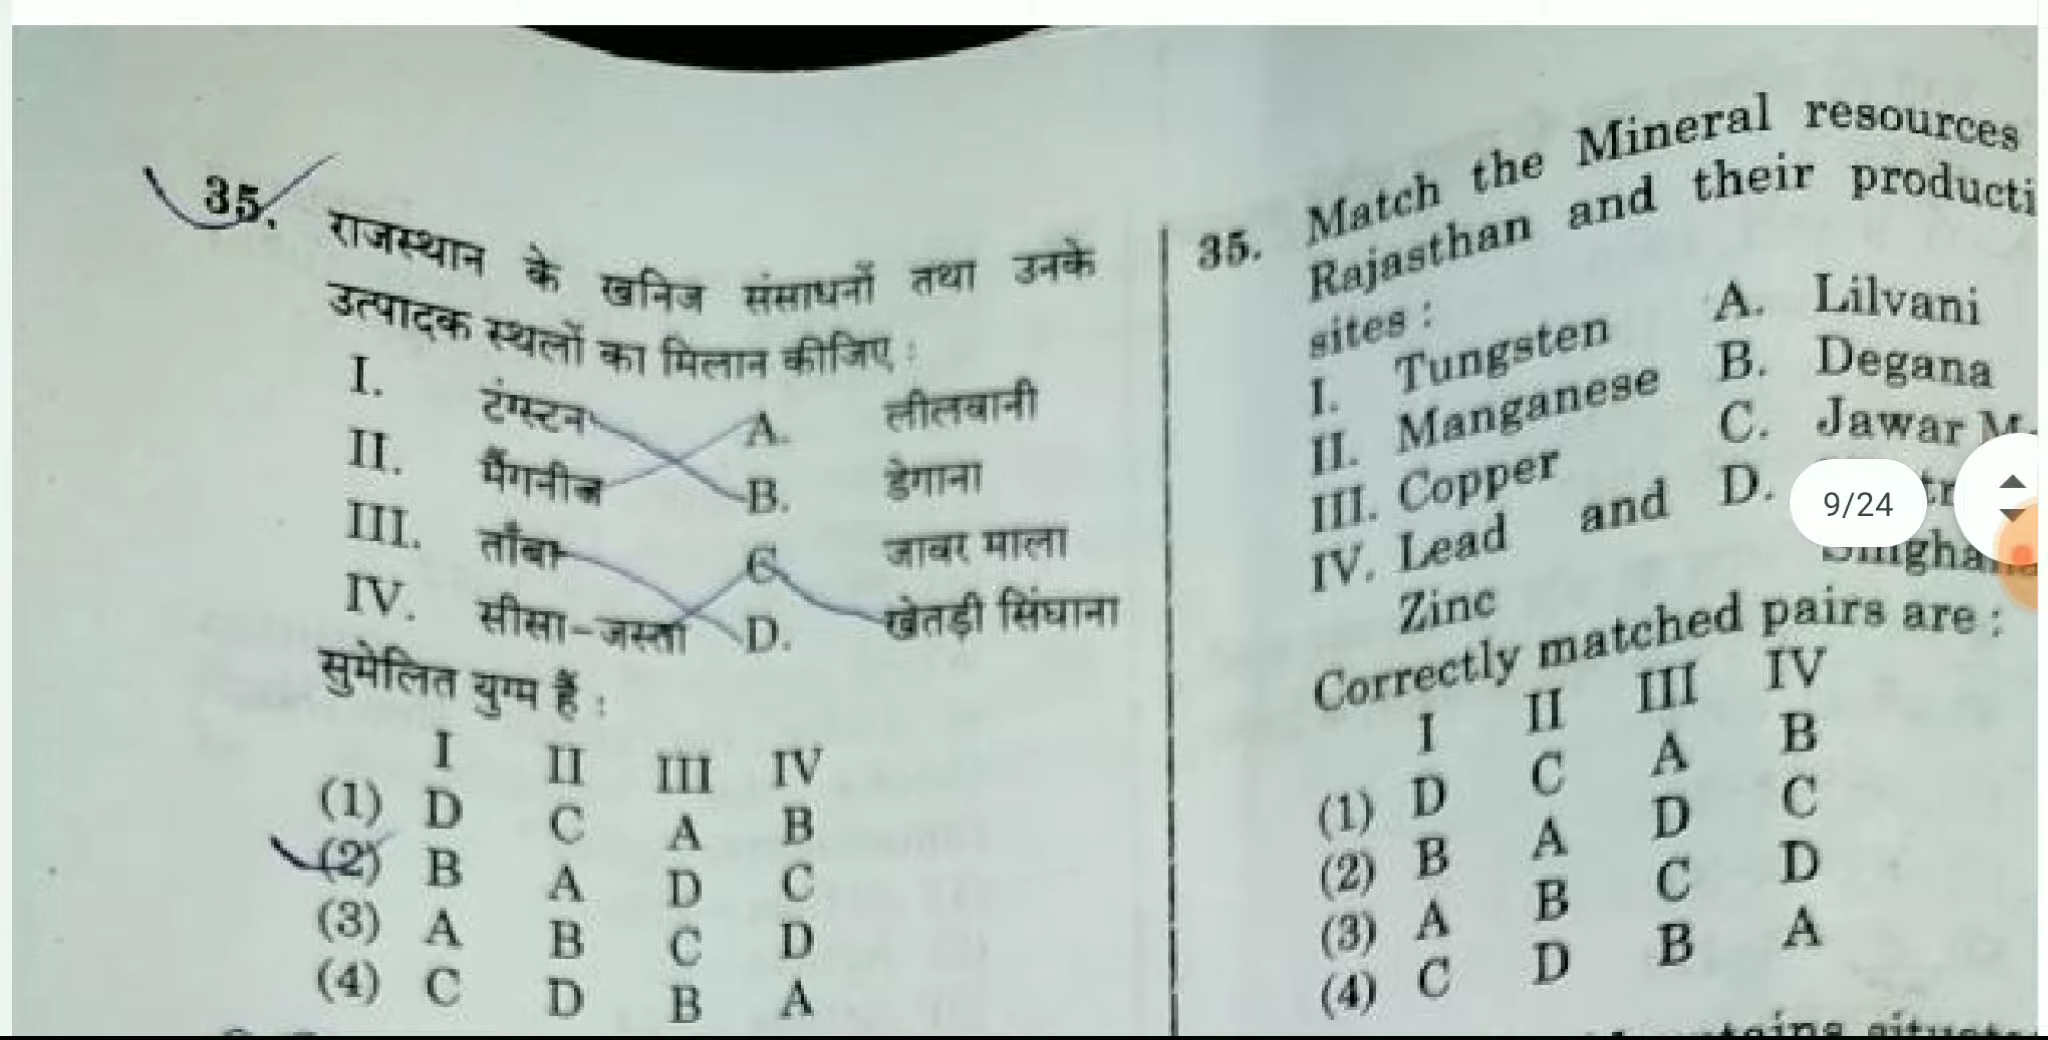 35. राजस्थान के खनिज संसाधनों तथा उनके
उत्पादक स्थलों का मिलान कीजिए :
I. टंग्स्टन A. लीलवानी
II. मैंगनीज B. डेगाना
III. ताँबा C. जावर माला
IV. सीसा-जस्ता D. खेतड़ी सिंघाना
सुमेलित युग्म हैं :
I II III IV
(1) D C A B
(2) B A D C
(3) A B C D
(4) C D B A
35. Match the Mineral resources
Rajasthan and their
sites :
I. Tungsten A. Lilvani
II. Manganese B. Degana
III. Copper C. Jawar
IV. Lead and D.
Zinc
Correctly matched pairs are :
I II III IV
(1) D C A B
(2) B A D C
(3) A B C D
(4) C D B A
9/24